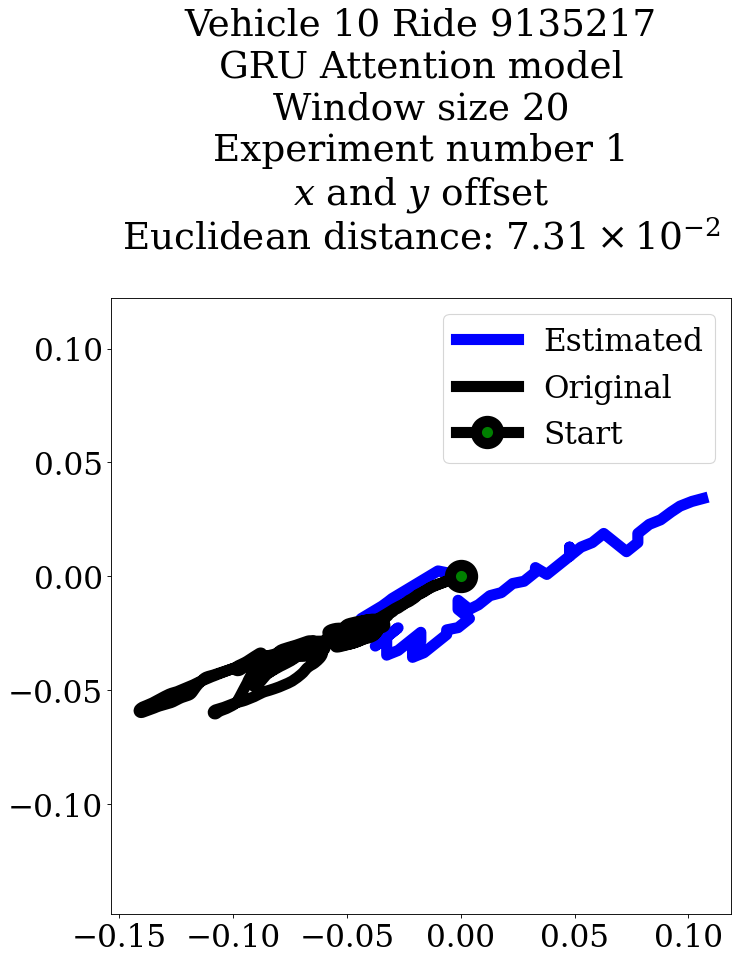 Vehicle 10 Ride 9135217
GRU Attention model
Window size 20
Experiment number 1
x and y offset
Euclidean distance: 7.31 × 10⁻²
Estimated
Original
Start
0.10
0.05
0.00
−0.05
−0.10
−0.15 −0.10 −0.05 0.00 0.05 0.10